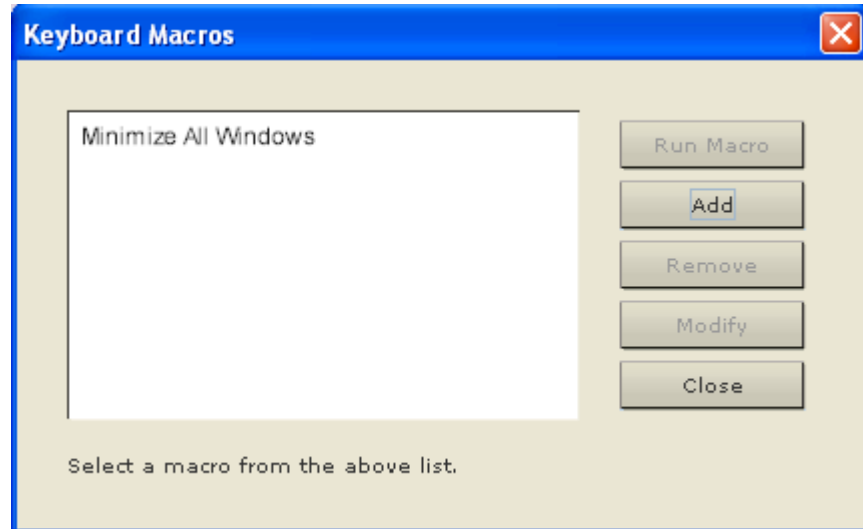 Keyboard Macros
Minimize All Windows
Run Macro
Add
Remove
Modify
Close
Select a macro from the above list.